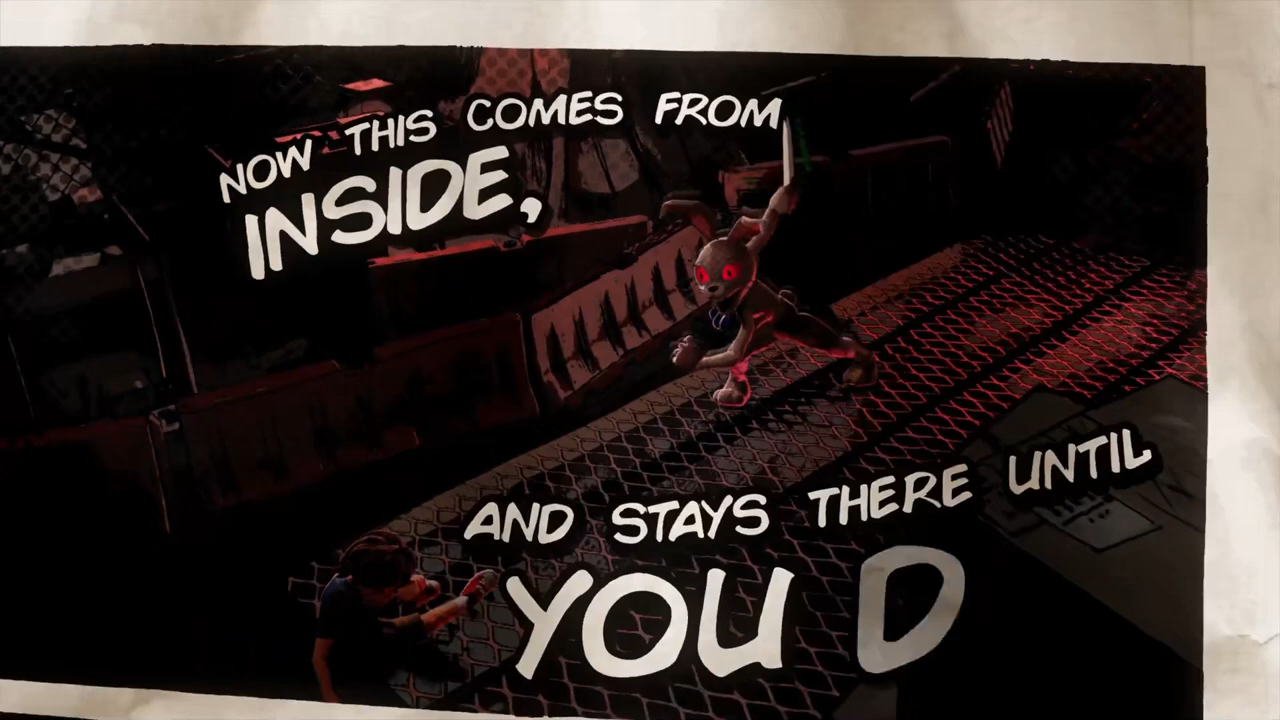 NOW THIS COMES FROM
INSIDE,
AND STAYS THERE UNTIL
YOU D